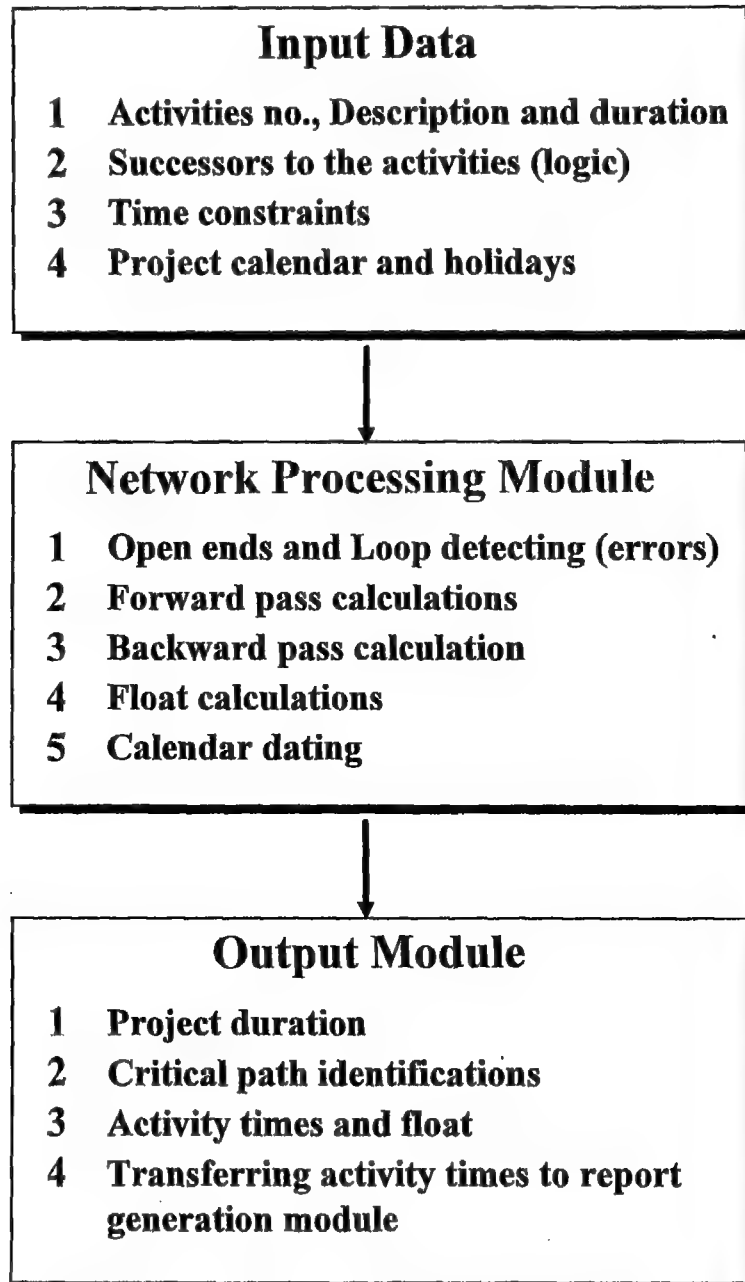 Input Data
1 Activities no., Description and duration
2 Successors to the activities (logic)
3 Time constraints
4 Project calendar and holidays
Network Processing Module
1 Open ends and Loop detecting (errors)
2 Forward pass calculations
3 Backward pass calculation
4 Float calculations
5 Calendar dating
Output Module
1 Project duration
2 Critical path identifications
3 Activity times and float
4 Transferring activity times to report
generation module